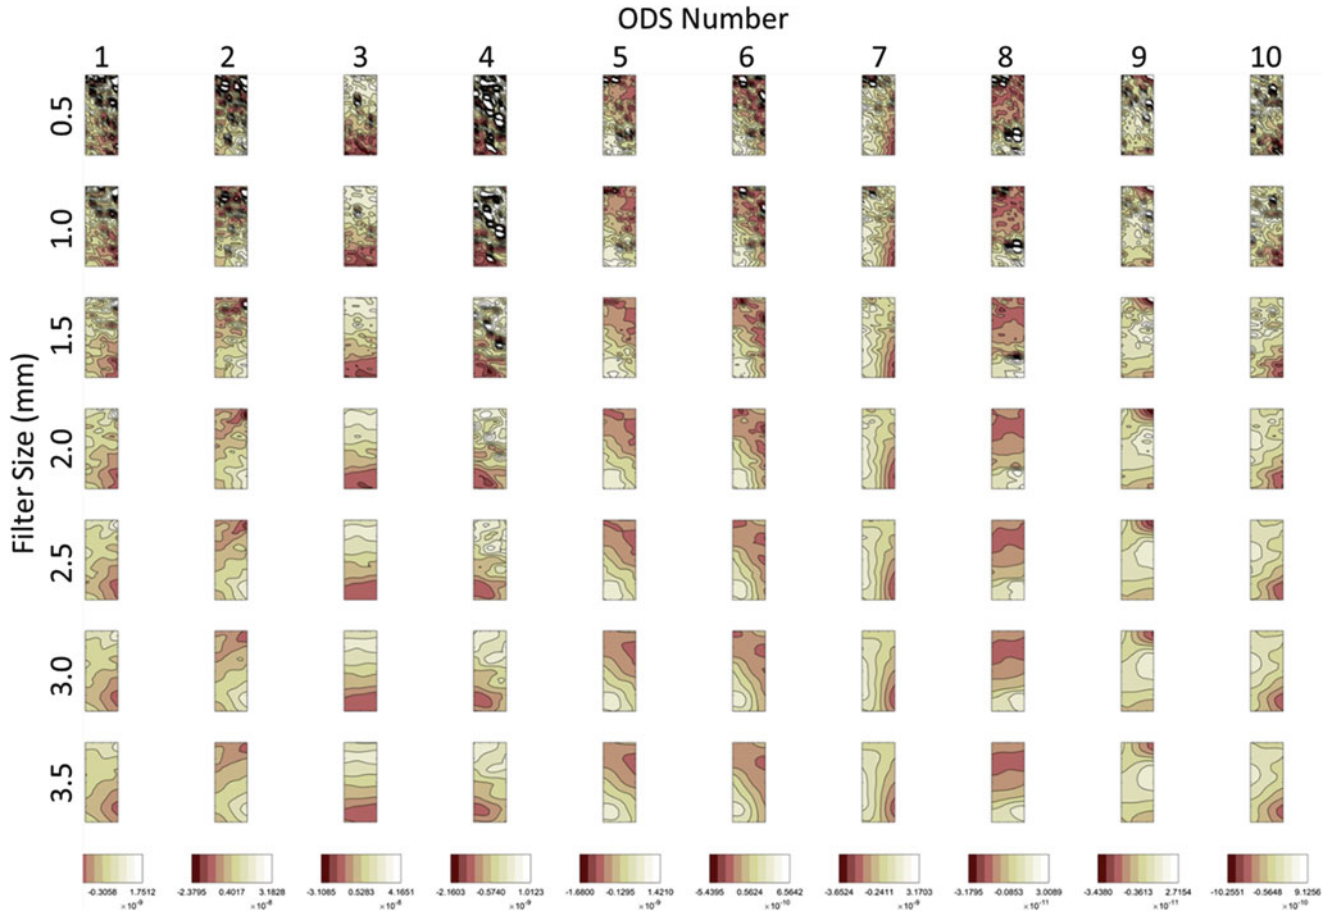 ODS Number
1 2 3 4 5 6 7 8 9 10
Filter Size (mm)
0.5
1.0
1.5
2.0
2.5
3.0
3.5
-0.3058 1.7512 -2.3795 0.4017 3.1828 -3.1085 0.5283 4.1651 -2.1603 -0.5740 1.0123 -1.6800 -0.1295 1.4210 -5.4395 0.5624 6.5642 -3.6524 -0.2411 3.1703 -3.1795 -0.0853 3.0089 -3.4380 -0.3613 2.7154 -10.2551 -0.5648 9.1256
×10⁻⁹ ×10⁻⁸ ×10⁻⁸ ×10⁻⁹ ×10⁻⁹ ×10⁻¹⁰ ×10⁻⁹ ×10⁻¹¹ ×10⁻¹¹ ×10⁻¹⁰